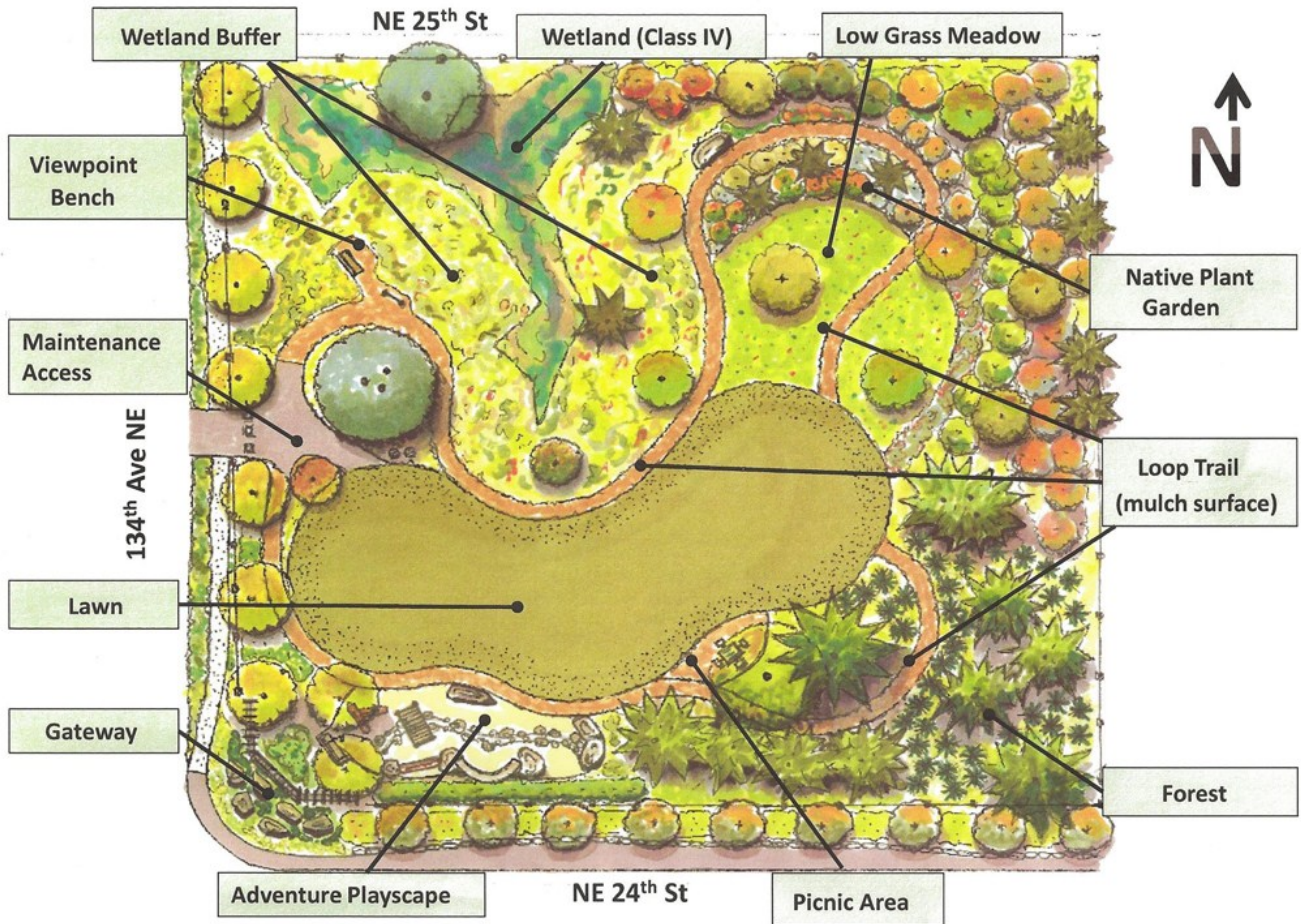 NE 25th St
Wetland Buffer
Wetland (Class IV)
Low Grass Meadow
N
Viewpoint
Bench
Native Plant
Garden
Maintenance
Access
134th Ave NE
Loop Trail
(mulch surface)
Lawn
Gateway
Forest
Adventure Playscape
NE 24th St
Picnic Area